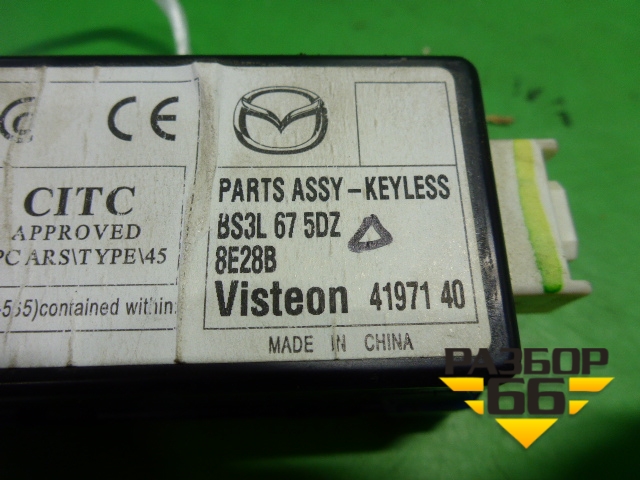 CE
CITC
APPROVED
PC ARS\TYPE\45
-535)contained within:
PARTS ASSY-KEYLESS
BS3L 67 5DZ
8E28B
Visteon 41971 40
MADE IN CHINA
РАЗБОР
66